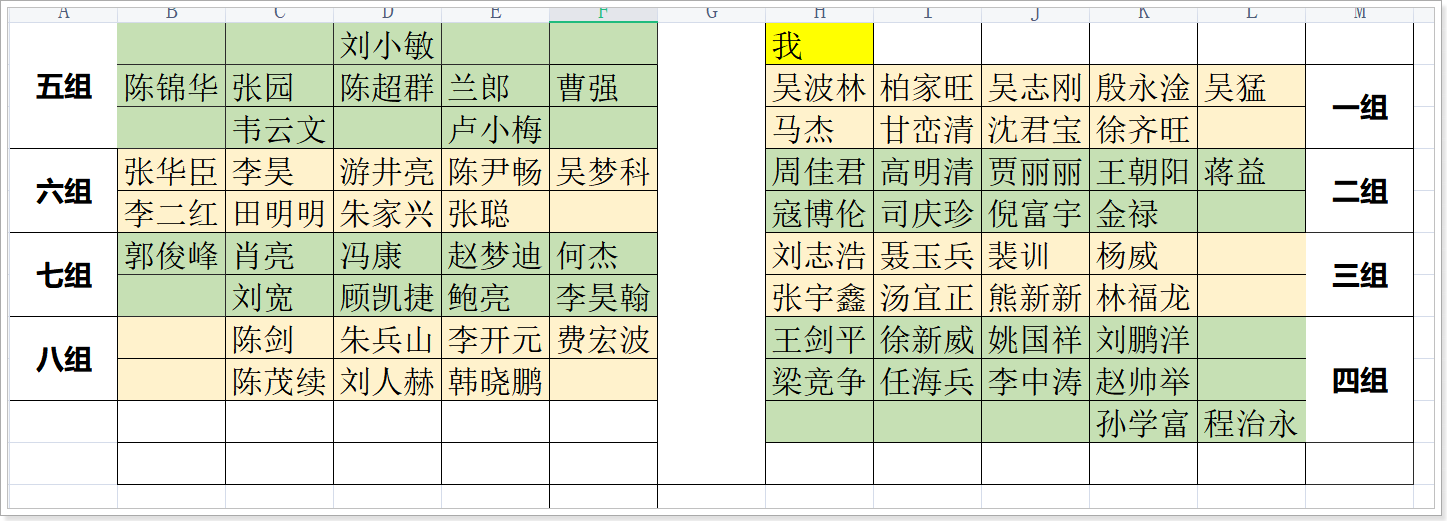 A B C D E F G H I J K L M
刘小敏 我
五组 陈锦华 张园 陈超群 兰郎 曹强 吴波林 柏家旺 吴志刚 殷永淦 吴猛 一组
韦云文 卢小梅 马杰 甘峦清 沈君宝 徐齐旺
六组 张华臣 李昊 游井亮 陈尹畅 吴梦科 周佳君 高明清 贾丽丽 王朝阳 蒋益 二组
李二红 田明明 朱家兴 张聪 寇博伦 司庆珍 倪富宇 金禄
七组 郭俊峰 肖亮 冯康 赵梦迪 何杰 刘志浩 聂玉兵 裴训 杨威 三组
刘宽 顾凯捷 鲍亮 李昊翰 张宇鑫 汤宜正 熊新新 林福龙
八组 陈剑 朱兵山 李开元 费宏波 王剑平 徐新威 姚国祥 刘鹏洋 四组
陈茂续 刘人赫 韩晓鹏 梁竞争 任海兵 李中涛 赵帅举
孙学富 程治永